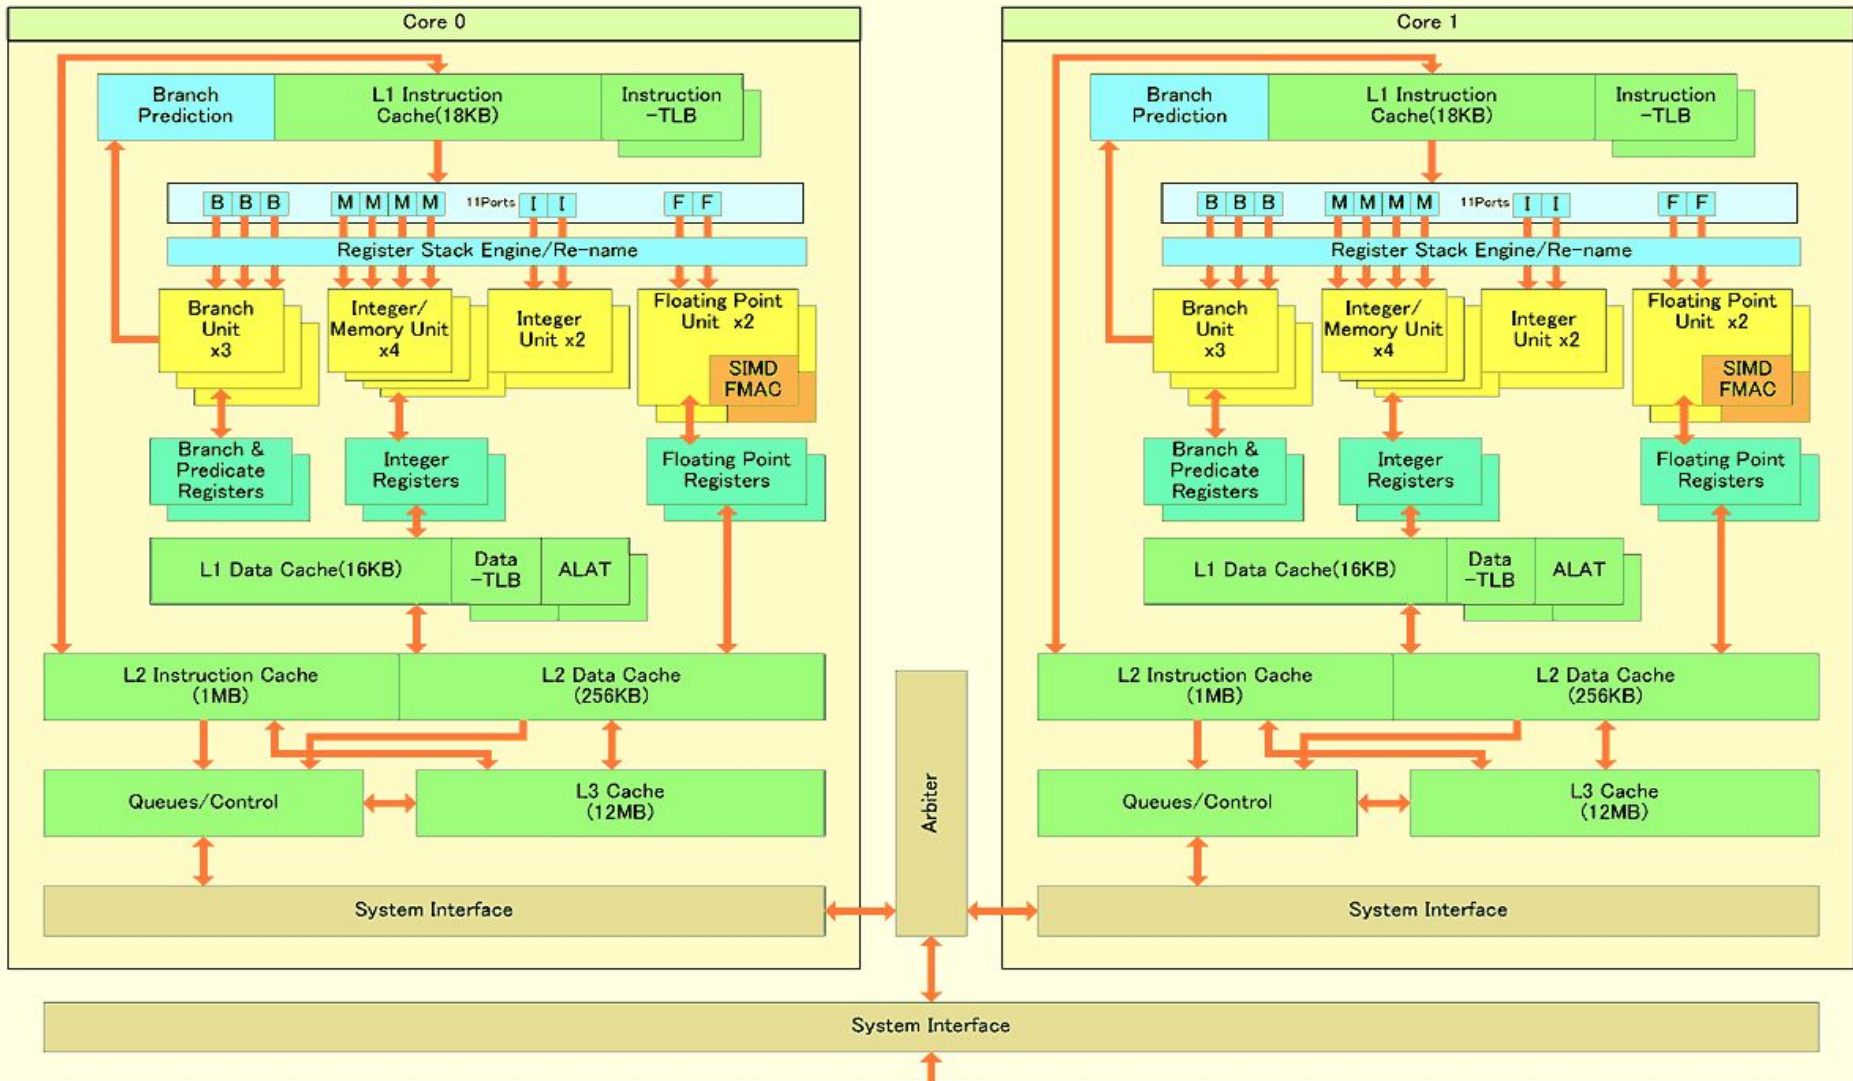 Core 0
Branch
Prediction
L1 Instruction
Cache(18KB)
Instruction
-TLB
B B B M M M M 11Ports I I F F
Register Stack Engine/Re-name
Branch
Unit
x3
Integer/
Memory Unit
x4
Integer
Unit x2
Floating Point
Unit x2
SIMD
FMAC
Branch &
Predicate
Registers
Integer
Registers
Floating Point
Registers
L1 Data Cache(16KB)
Data
-TLB
ALAT
L2 Instruction Cache
(1MB)
L2 Data Cache
(256KB)
Queues/Control
L3 Cache
(12MB)
System Interface
Arbiter
Core 1
Branch
Prediction
L1 Instruction
Cache(18KB)
Instruction
-TLB
B B B M M M M 11Ports I I F F
Register Stack Engine/Re-name
Branch
Unit
x3
Integer/
Memory Unit
x4
Integer
Unit x2
Floating Point
Unit x2
SIMD
FMAC
Branch &
Predicate
Registers
Integer
Registers
Floating Point
Registers
L1 Data Cache(16KB)
Data
-TLB
ALAT
L2 Instruction Cache
(1MB)
L2 Data Cache
(256KB)
Queues/Control
L3 Cache
(12MB)
System Interface
System Interface